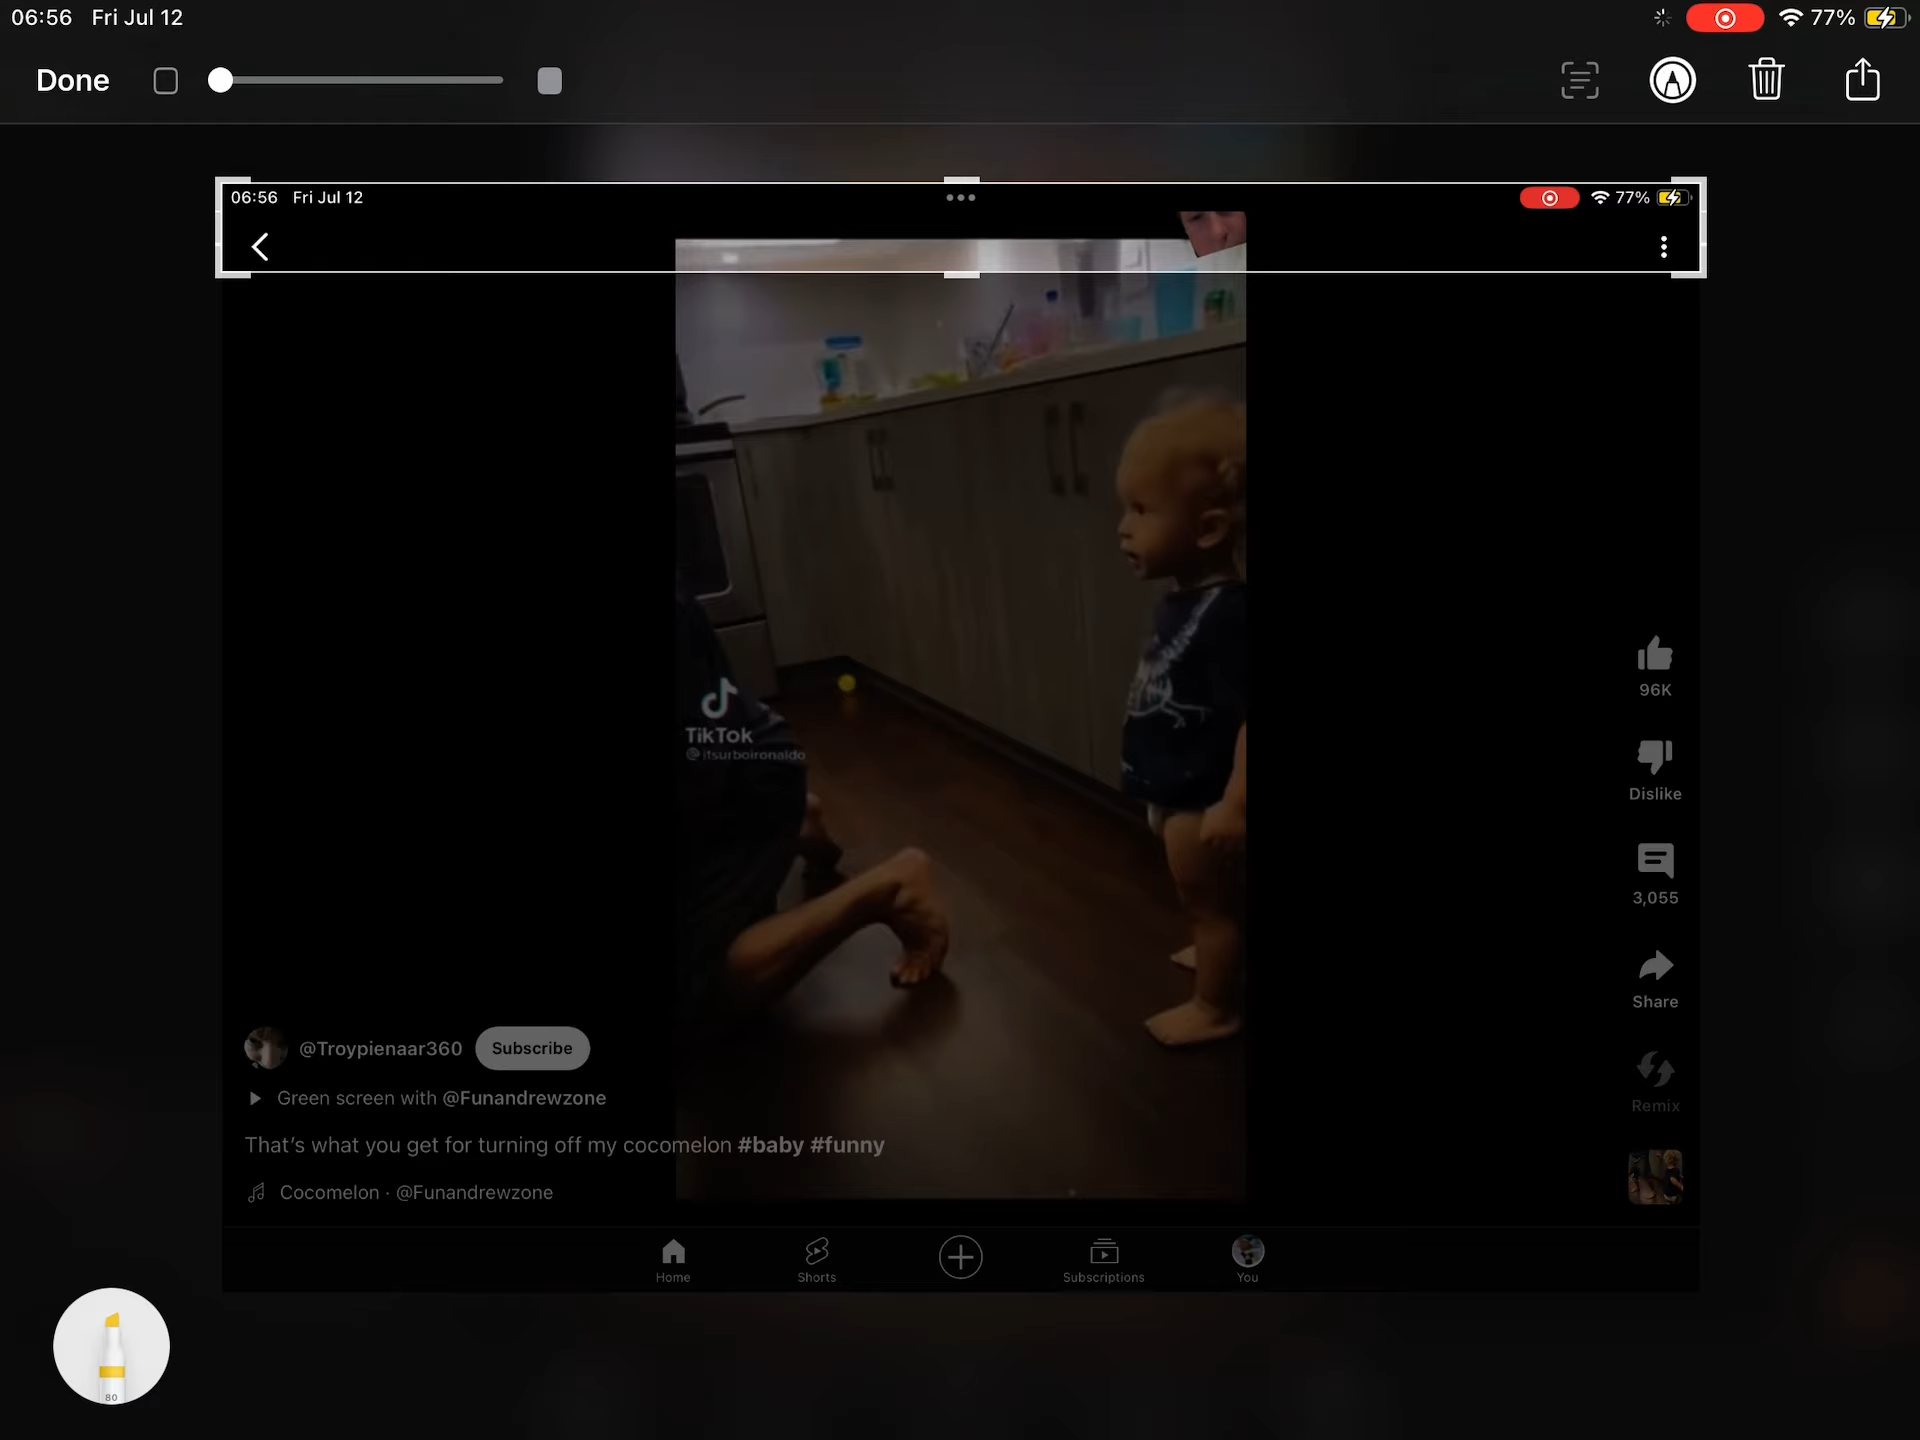 06:56 Fri Jul 12
77%
Done
06:56 Fri Jul 12
77%
TikTok
@itsurboironaldo
96K
Dislike
3,055
Share
Remix
@Troypienaar360 Subscribe
Green screen with @Funandrewzone
That's what you get for turning off my cocomelon #baby #funny
Cocomelon · @Funandrewzone
Home Shorts Subscriptions You
80